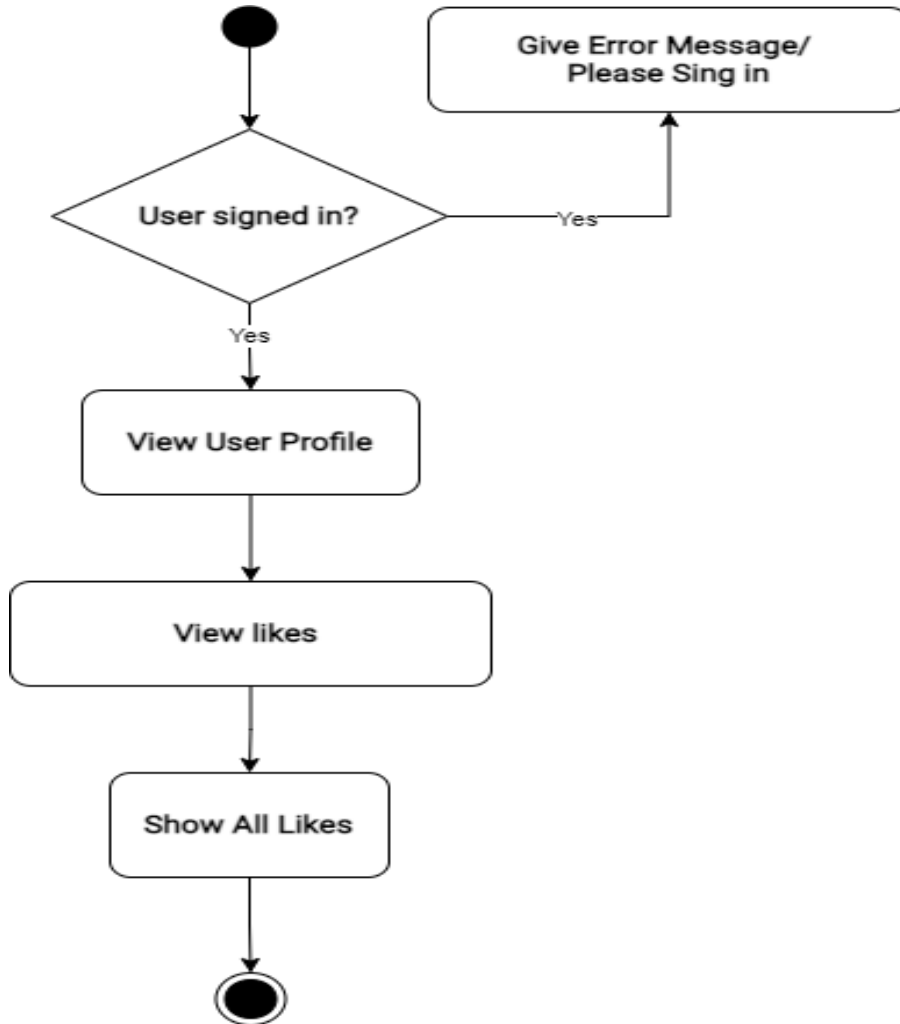 Give Error Message/
Please Sing in
User signed in?
Yes
Yes
View User Profile
View likes
Show All Likes